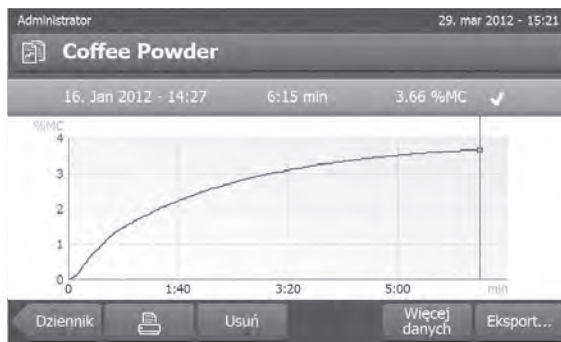 Administrator 29. mar 2012 - 15:21
Coffee Powder
16. Jan 2012 - 14:27 6:15 min 3.66 %MC
%MC
4
3
2
1
0
0 1:40 3:20 5:00 min
Dziennik Usuń Więcej danych Eksport...